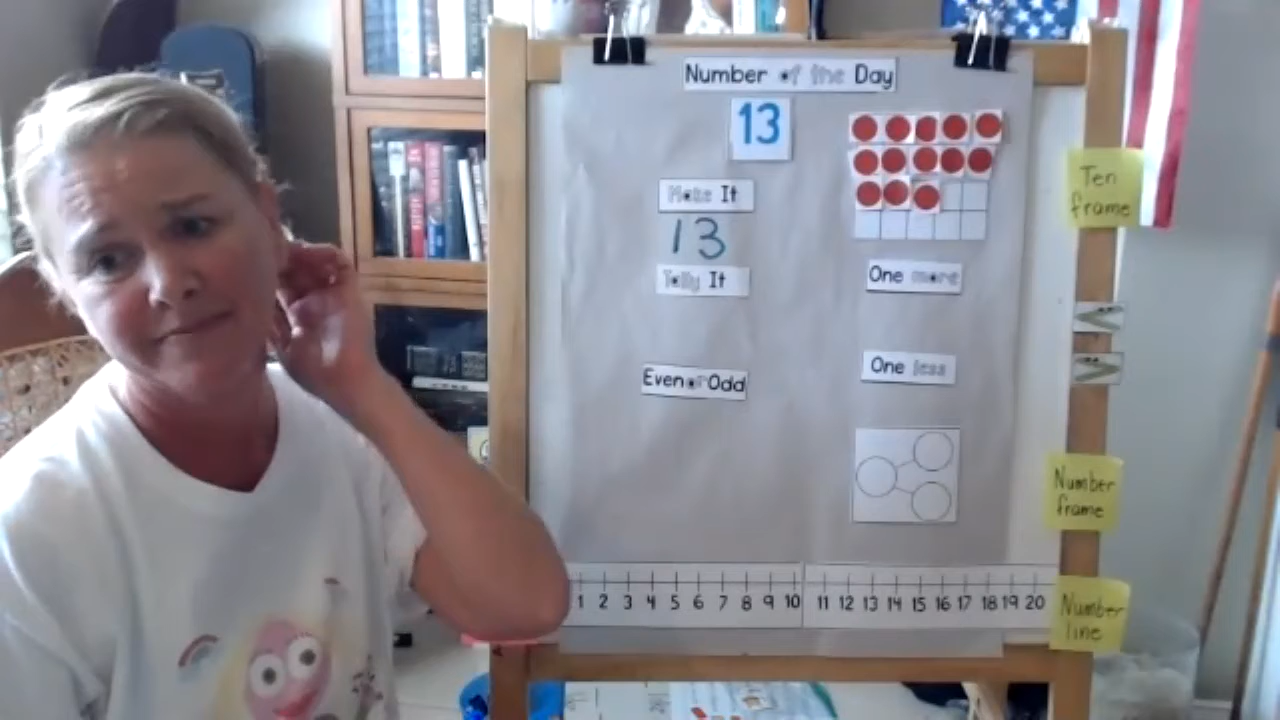 Number of the Day
13
Make It
13
Tally It
Even or Odd
One more
One less
Ten
frame
Number
frame
Number
line
1 2 3 4 5 6 7 8 9 10 11 12 13 14 15 16 17 18 19 20